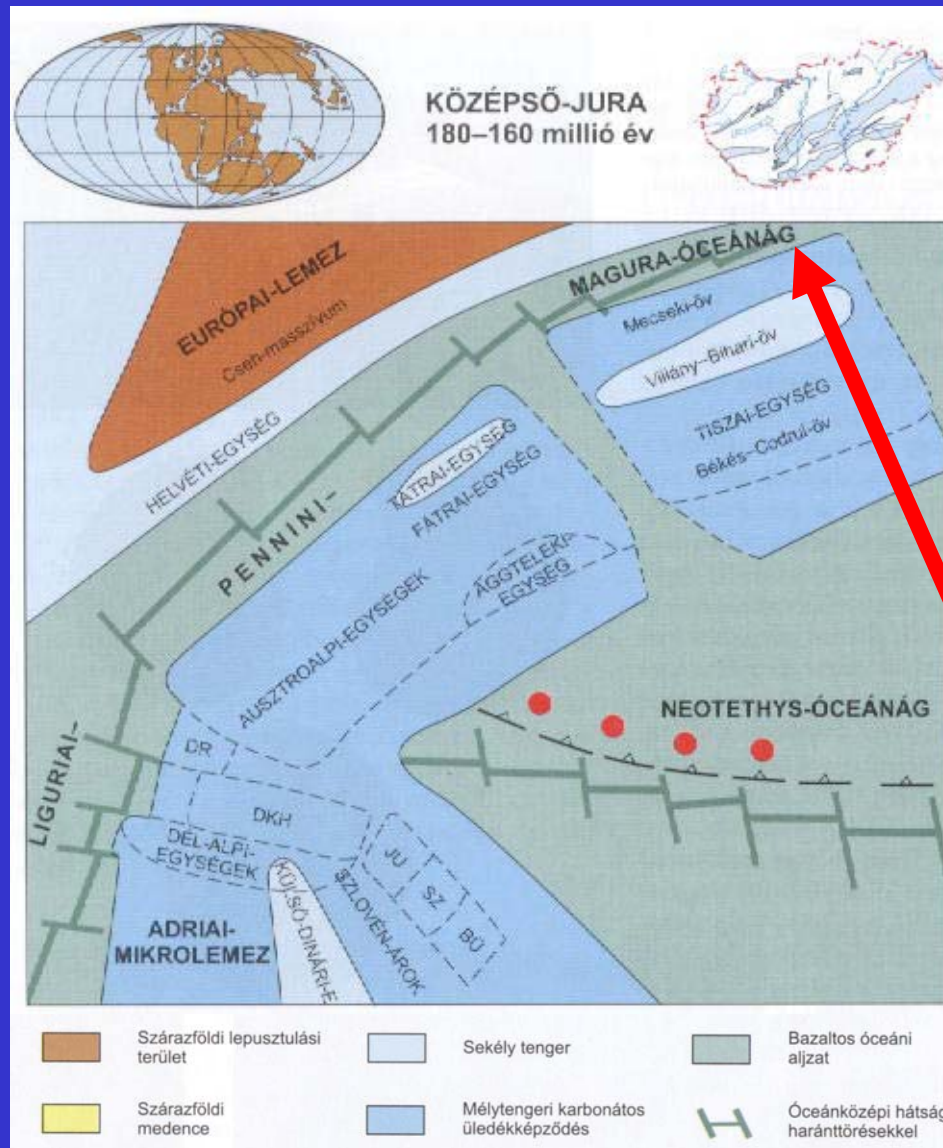 KÖZÉPSŐ-JURA
180–160 millió év
EURÓPAI-LEMEZ
Cseh-masszívum
MAGURA-ÓCEÁNÁG
Mecseki-öv
Villány–Bihari-öv
TISZAI-EGYSÉG
Békés–Codrui-öv
HELVÉTI-EGYSÉG
PENNINI–
TÁTRAI-EGYSÉG
FÁTRAI-EGYSÉG
AGGTELEKI-
EGYSÉG
AUSZTROALPI-EGYSÉGEK
NEOTETHYS-ÓCEÁNÁG
LIGURIAI–
DR
DKH
DÉL-ALPI-
EGYSÉGEK
JU
SZ
BÜ
KÜLSŐ-DINÁRI-E
SZLOVÉN-ÁROK
ADRIAI-
MIKROLEMEZ
Szárazföldi lepusztulási
terület
Sekély tenger
Bazaltos óceáni
aljzat
Szárazföldi
medence
Mélytengeri karbonátos
üledékképződés
Óceánközépi hátság
haránttörésekkel